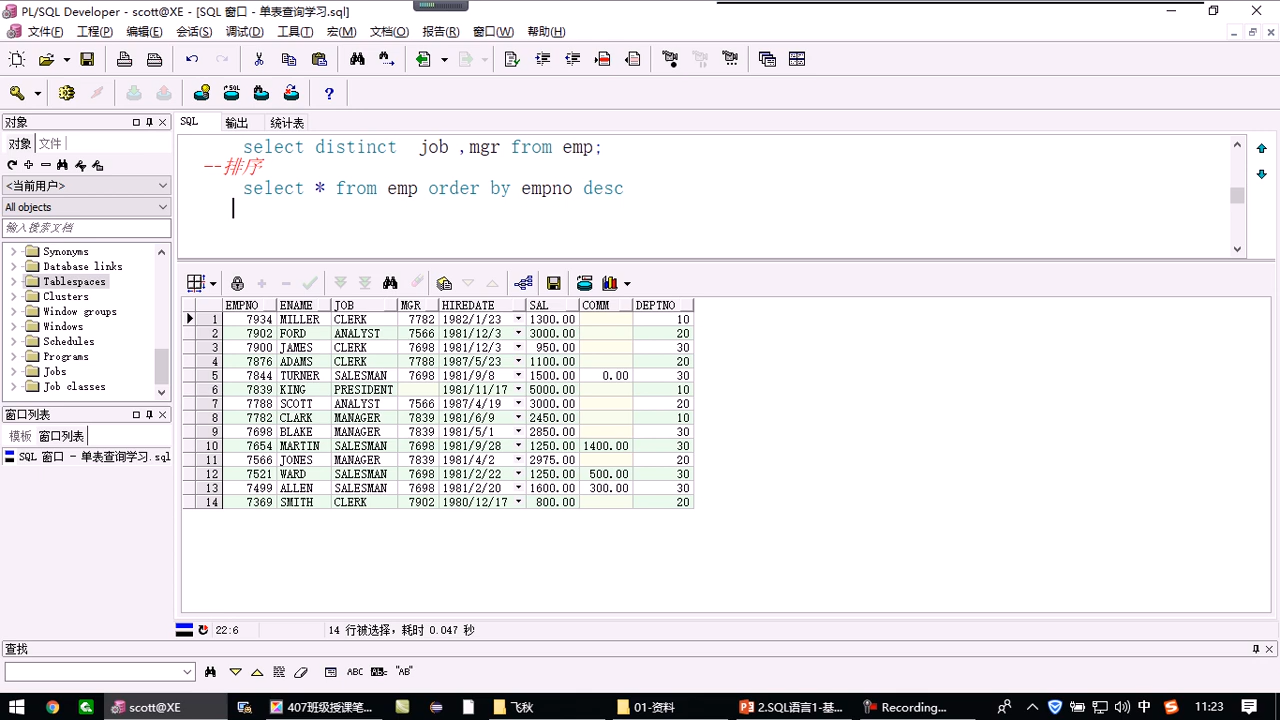 PL/SQL Developer - scott@XE - [SQL 窗口 - 单表查询学习.sql]
文件(F) 工程(P) 编辑(E) 会话(S) 调试(D) 工具(T) 宏(M) 文档(O) 报告(R) 窗口(W) 帮助(H)
对象
对象 文件
<当前用户>
All objects
输入搜索文档
Synonyms
Database links
Tablespaces
Clusters
Window groups
Windows
Schedules
Programs
Jobs
Job classes
窗口列表
模板 窗口列表
SQL 窗口 - 单表查询学习.sql
SQL 输出 统计表
select distinct job ,mgr from emp;
--排序
select * from emp order by empno desc
EMPNO ENAME JOB MGR HIREDATE SAL COMM DEPTNO
1 7934 MILLER CLERK 7782 1982/1/23 1300.00 10
2 7902 FORD ANALYST 7566 1981/12/3 3000.00 20
3 7900 JAMES CLERK 7698 1981/12/3 950.00 30
4 7876 ADAMS CLERK 7788 1987/5/23 1100.00 20
5 7844 TURNER SALESMAN 7698 1981/9/8 1500.00 0.00 30
6 7839 KING PRESIDENT 1981/11/17 5000.00 10
7 7788 SCOTT ANALYST 7566 1987/4/19 3000.00 20
8 7782 CLARK MANAGER 7839 1981/6/9 2450.00 10
9 7698 BLAKE MANAGER 7839 1981/5/1 2850.00 30
10 7654 MARTIN SALESMAN 7698 1981/9/28 1250.00 1400.00 30
11 7566 JONES MANAGER 7839 1981/4/2 2975.00 20
12 7521 WARD SALESMAN 7698 1981/2/22 1250.00 500.00 30
13 7499 ALLEN SALESMAN 7698 1981/2/20 1600.00 300.00 30
14 7369 SMITH CLERK 7902 1980/12/17 800.00 20
22:6 14 行被选择, 耗时 0.047 秒
查找
ABC ABc "AB"
scott@XE 407班级授课笔... 飞秋 01-资料 2.SQL语言1-基... Recording... 中 11:23